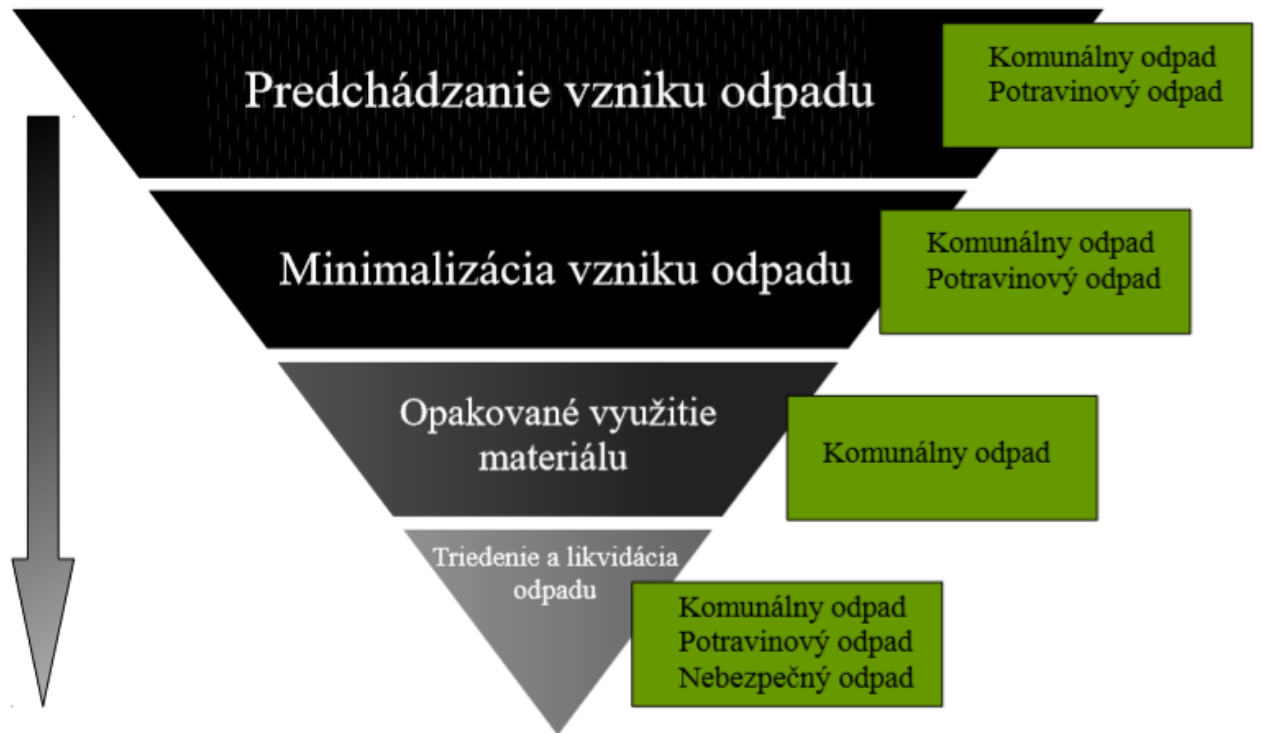 Predchádzanie vzniku odpadu
Komunálny odpad
Potravinový odpad
Minimalizácia vzniku odpadu
Komunálny odpad
Potravinový odpad
Opakované využitie
materiálu
Komunálny odpad
Triedenie a likvidácia
odpadu
Komunálny odpad
Potravinový odpad
Nebezpečný odpad